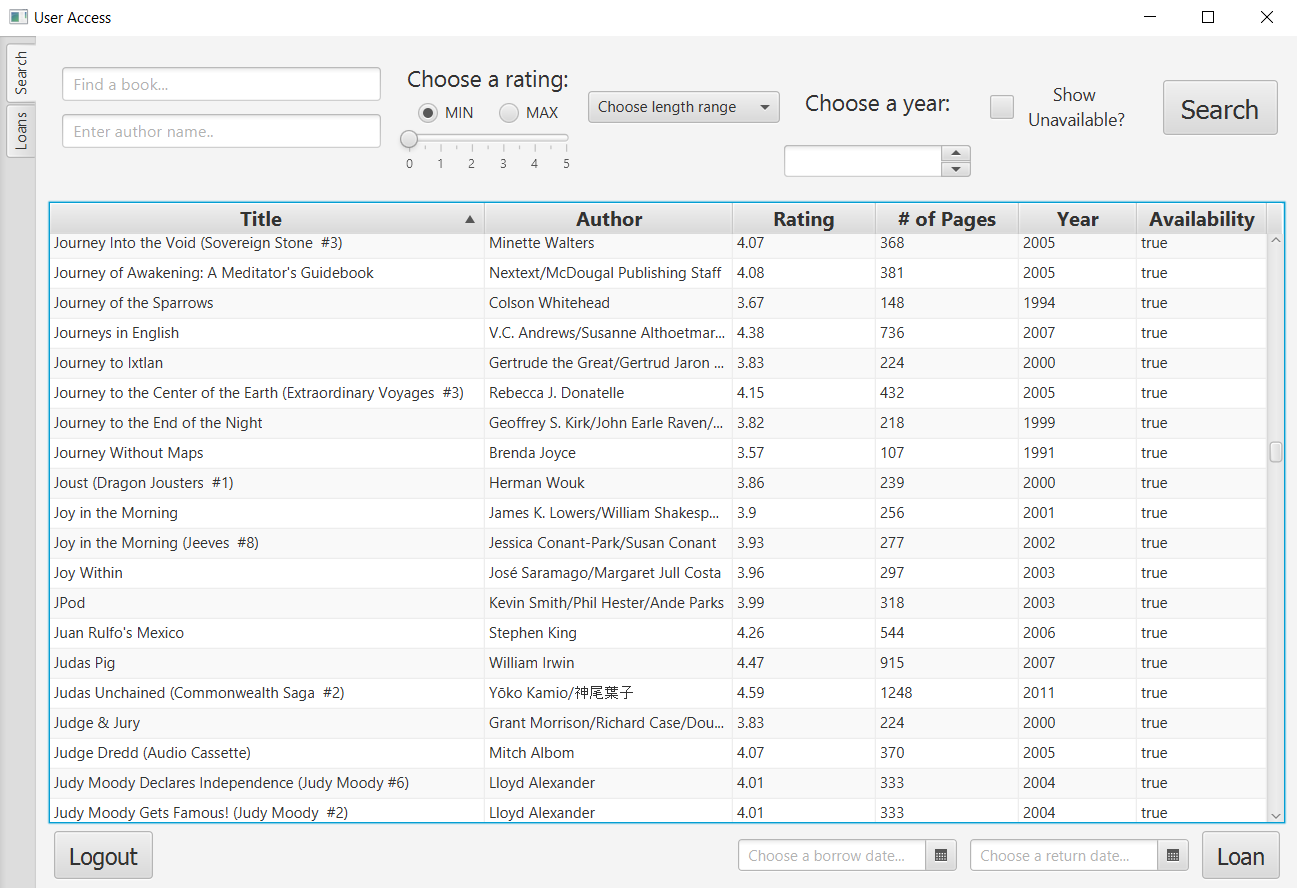 User Access
Search
Loans
Find a book...
Enter author name..
Choose a rating:
MIN MAX
0 1 2 3 4 5
Choose length range
Choose a year:
Show
Unavailable?
Search
Title Author Rating # of Pages Year Availability
Journey Into the Void (Sovereign Stone #3) Minette Walters 4.07 368 2005 true
Journey of Awakening: A Meditator's Guidebook Nextext/McDougal Publishing Staff 4.08 381 2005 true
Journey of the Sparrows Colson Whitehead 3.67 148 1994 true
Journeys in English V.C. Andrews/Susanne Althoetmar... 4.38 736 2007 true
Journey to Ixtlan Gertrude the Great/Gertrud Jaron ... 3.83 224 2000 true
Journey to the Center of the Earth (Extraordinary Voyages #3) Rebecca J. Donatelle 4.15 432 2005 true
Journey to the End of the Night Geoffrey S. Kirk/John Earle Raven/... 3.82 218 1999 true
Journey Without Maps Brenda Joyce 3.57 107 1991 true
Joust (Dragon Jousters #1) Herman Wouk 3.86 239 2000 true
Joy in the Morning James K. Lowers/William Shakesp... 3.9 256 2001 true
Joy in the Morning (Jeeves #8) Jessica Conant-Park/Susan Conant 3.93 277 2002 true
Joy Within José Saramago/Margaret Jull Costa 3.96 297 2003 true
JPod Kevin Smith/Phil Hester/Ande Parks 3.99 318 2003 true
Juan Rulfo's Mexico Stephen King 4.26 544 2006 true
Judas Pig William Irwin 4.47 915 2007 true
Judas Unchained (Commonwealth Saga #2) Yōko Kamio/神尾葉子 4.59 1248 2011 true
Judge & Jury Grant Morrison/Richard Case/Dou... 3.83 224 2000 true
Judge Dredd (Audio Cassette) Mitch Albom 4.07 370 2005 true
Judy Moody Declares Independence (Judy Moody #6) Lloyd Alexander 4.01 333 2004 true
Judy Moody Gets Famous! (Judy Moody #2) Lloyd Alexander 4.01 333 2004 true
Logout
Choose a borrow date...
Choose a return date...
Loan